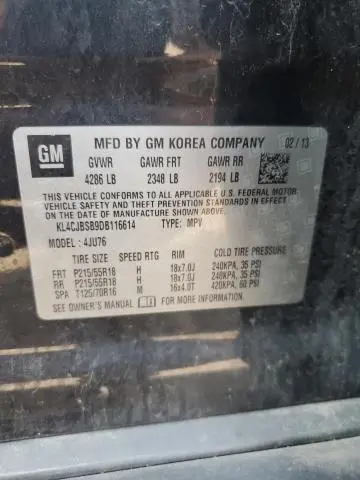 GM
MFD BY GM KOREA COMPANY 02 / 13
GVWR GAWR FRT GAWR RR
4286 LB 2348 LB 2194 LB
THIS VEHICLE CONFORMS TO ALL APPLICABLE U.S. FEDERAL MOTOR
VEHICLE SAFETY AND THEFT PREVENTION STANDARDS IN EFFECT ON
THE DATE OF MANUFACTURE SHOWN ABOVE.
KL4CJBSB9DB116614 TYPE: MPV
MODEL: 4JU76
TIRE SIZE SPEED RTG RIM COLD TIRE PRESSURE
FRT P215/55R18 H 18x7.0J 240KPA, 35 PSI
RR P215/55R18 H 18x7.0J 240KPA, 35 PSI
SPA T125/70R16 M 16x4.0T 420KPA, 60 PSI
SEE OWNER'S MANUAL FOR ADDITIONAL INFORMATION.